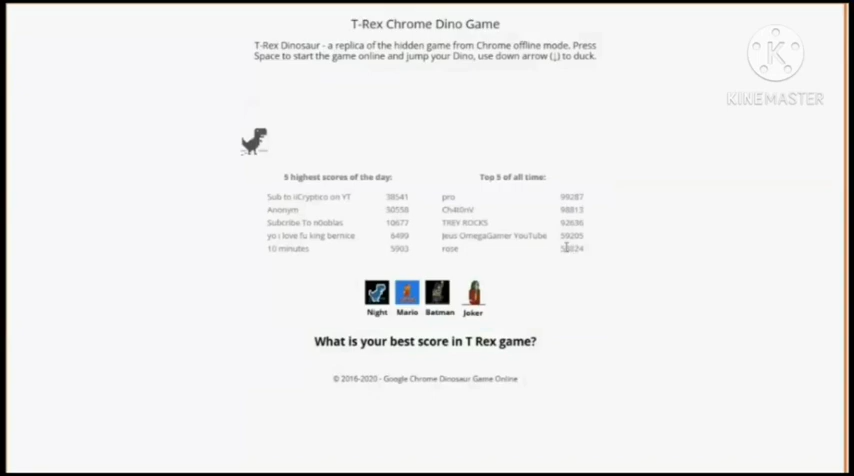 T-Rex Chrome Dino Game
T-Rex Dinosaur - a replica of the hidden game from Chrome offline mode. Press
Space to start the game online and jump your Dino, use down arrow (↓) to duck.
KINEMASTER
5 highest scores of the day:
Sub to iiCryptico on YT 38541
Anonym 30558
Subcribe To n0oblas 10677
yo i love fu king bernice 6499
10 minutes 5903
Top 5 of all time:
pro 99287
Ch4t0nV 98813
TREY ROCKS 92636
Jeus OmegaGamer YouTube 59205
rose
Night Mario Batman Joker
What is your best score in T Rex game?
© 2016-2020 - Google Chrome Dinosaur Game Online